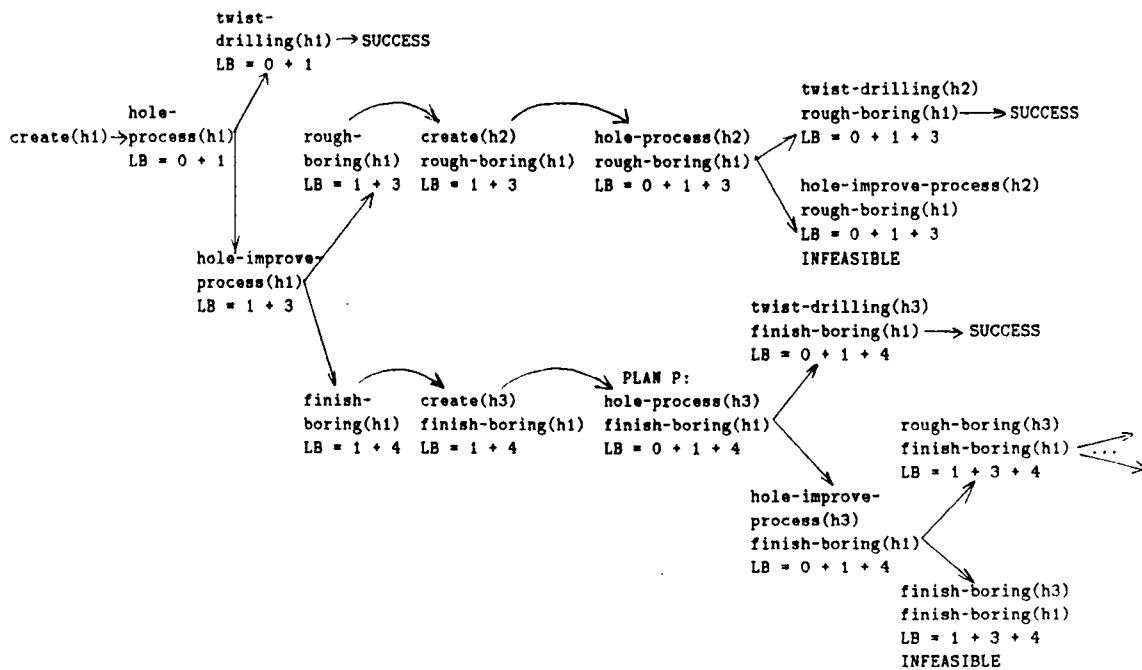 twist-
drilling(h1) → SUCCESS
LB = 0 + 1
hole-
create(h1) → process(h1)
LB = 0 + 1
hole-improve-
process(h1)
LB = 1 + 3
rough-
boring(h1)
LB = 1 + 3
create(h2)
rough-boring(h1)
LB = 1 + 3
hole-process(h2)
rough-boring(h1)
LB = 0 + 1 + 3
twist-drilling(h2)
rough-boring(h1) → SUCCESS
LB = 0 + 1 + 3
hole-improve-process(h2)
rough-boring(h1)
LB = 0 + 1 + 3
INFEASIBLE
finish-
boring(h1)
LB = 1 + 4
create(h3)
finish-boring(h1)
LB = 1 + 4
PLAN P:
hole-process(h3)
finish-boring(h1)
LB = 0 + 1 + 4
twist-drilling(h3)
finish-boring(h1) → SUCCESS
LB = 0 + 1 + 4
hole-improve-
process(h3)
finish-boring(h1)
LB = 0 + 1 + 4
rough-boring(h3)
finish-boring(h1) ...
LB = 1 + 3 + 4
finish-boring(h3)
finish-boring(h1)
LB = 1 + 3 + 4
INFEASIBLE